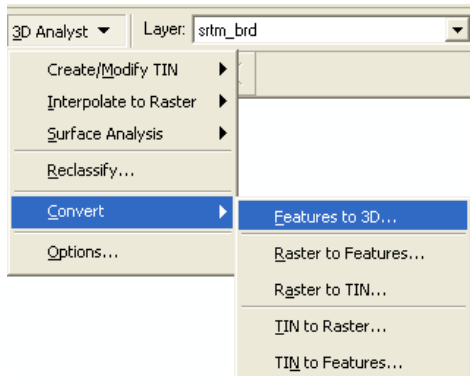 3D Analyst Layer: srtm_brd
Create/Modify TIN
Interpolate to Raster
Surface Analysis
Reclassify...
Convert
Options...
Features to 3D...
Raster to Features...
Raster to TIN...
TIN to Raster...
TIN to Features...